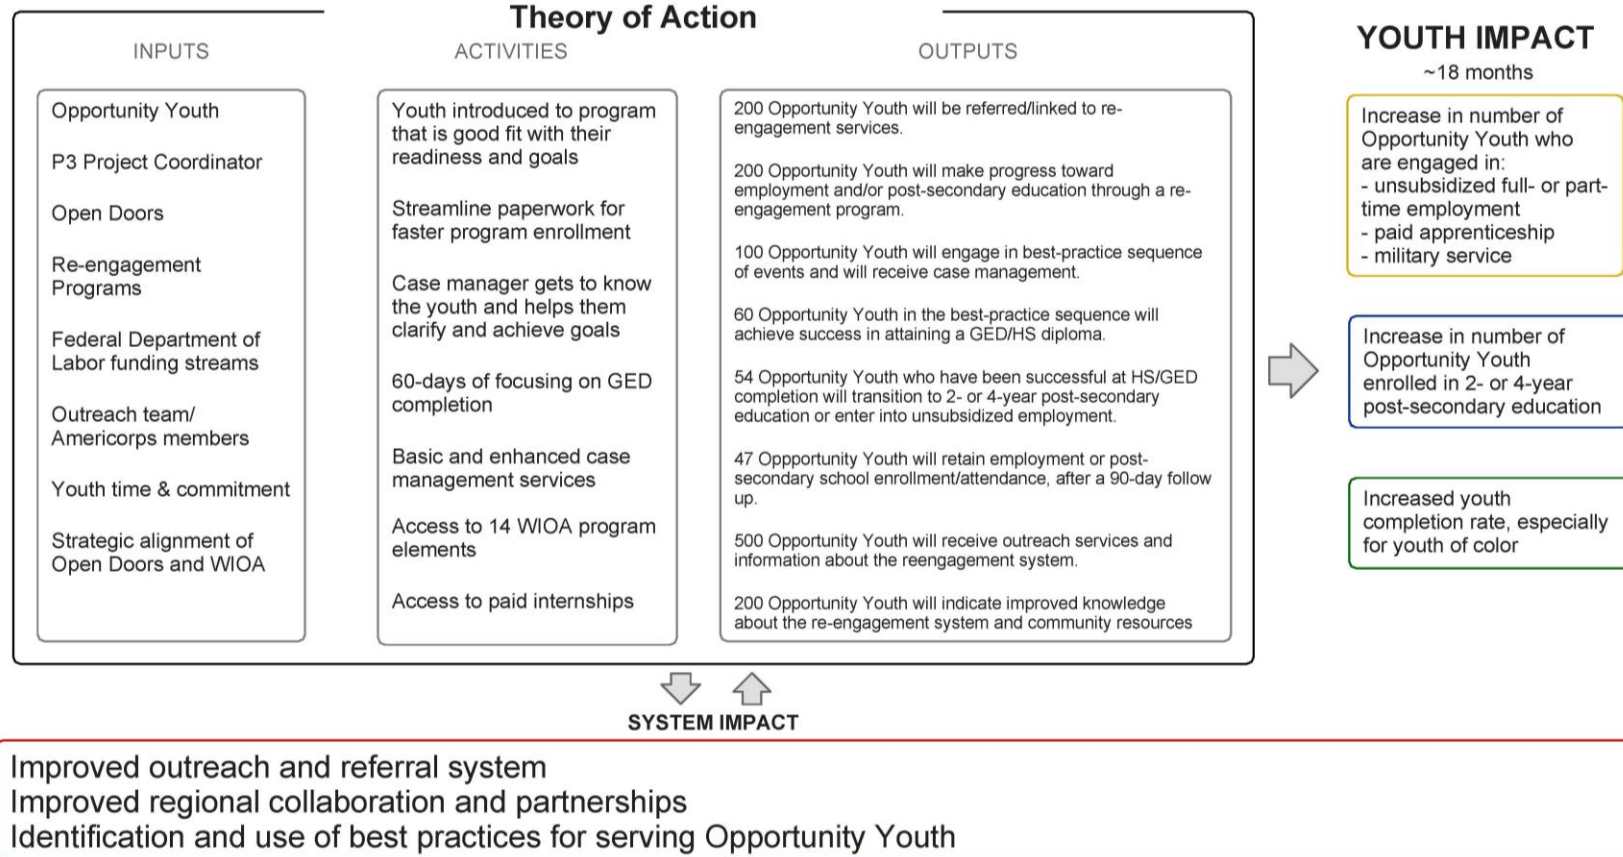 Theory of Action
INPUTS
Opportunity Youth
P3 Project Coordinator
Open Doors
Re-engagement
Programs
Federal Department of
Labor funding streams
Outreach team/
Americorps members
Youth time & commitment
Strategic alignment of
Open Doors and WIOA
ACTIVITIES
Youth introduced to program
that is good fit with their
readiness and goals
Streamline paperwork for
faster program enrollment
Case manager gets to know
the youth and helps them
clarify and achieve goals
60-days of focusing on GED
completion
Basic and enhanced case
management services
Access to 14 WIOA program
elements
Access to paid internships
OUTPUTS
200 Opportunity Youth will be referred/linked to re-
engagement services.
200 Opportunity Youth will make progress toward
employment and/or post-secondary education through a re-
engagement program.
100 Opportunity Youth will engage in best-practice sequence
of events and will receive case management.
60 Opportunity Youth in the best-practice sequence will
achieve success in attaining a GED/HS diploma.
54 Opportunity Youth who have been successful at HS/GED
completion will transition to 2- or 4-year post-secondary
education or enter into unsubsidized employment.
47 Oppportunity Youth will retain employment or post-
secondary school enrollment/attendance, after a 90-day follow
up.
500 Opportunity Youth will receive outreach services and
information about the reengagement system.
200 Opportunity Youth will indicate improved knowledge
about the re-engagement system and community resources
YOUTH IMPACT
~18 months
Increase in number of
Opportunity Youth who
are engaged in:
- unsubsidized full- or part-
time employment
- paid apprenticeship
- military service
Increase in number of
Opportunity Youth
enrolled in 2- or 4-year
post-secondary education
Increased youth
completion rate, especially
for youth of color
SYSTEM IMPACT
Improved outreach and referral system
Improved regional collaboration and partnerships
Identification and use of best practices for serving Opportunity Youth